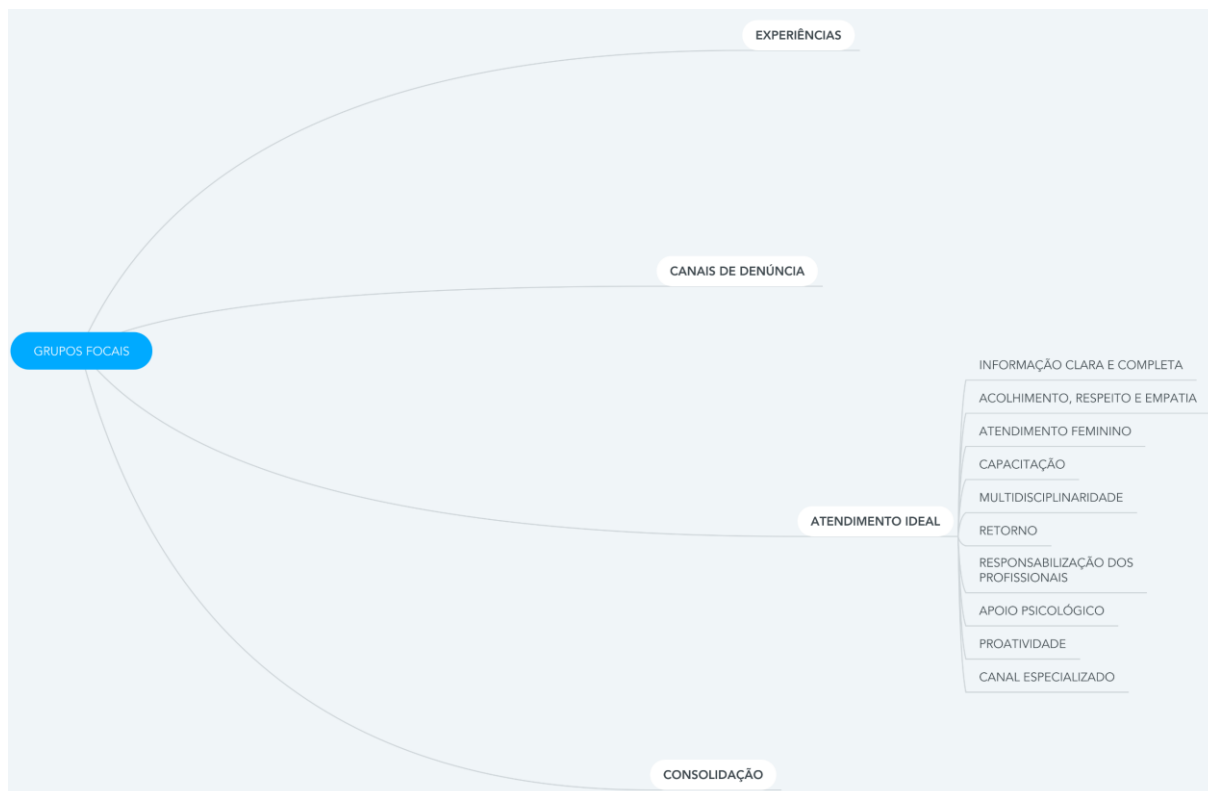 EXPERIÊNCIAS
CANAIS DE DENÚNCIA
GRUPOS FOCAIS
ATENDIMENTO IDEAL
INFORMAÇÃO CLARA E COMPLETA
ACOLHIMENTO, RESPEITO E EMPATIA
ATENDIMENTO FEMININO
CAPACITAÇÃO
MULTIDISCIPLINARIDADE
RETORNO
RESPONSABILIZAÇÃO DOS
PROFISSIONAIS
APOIO PSICOLÓGICO
PROATIVIDADE
CANAL ESPECIALIZADO
CONSOLIDAÇÃO